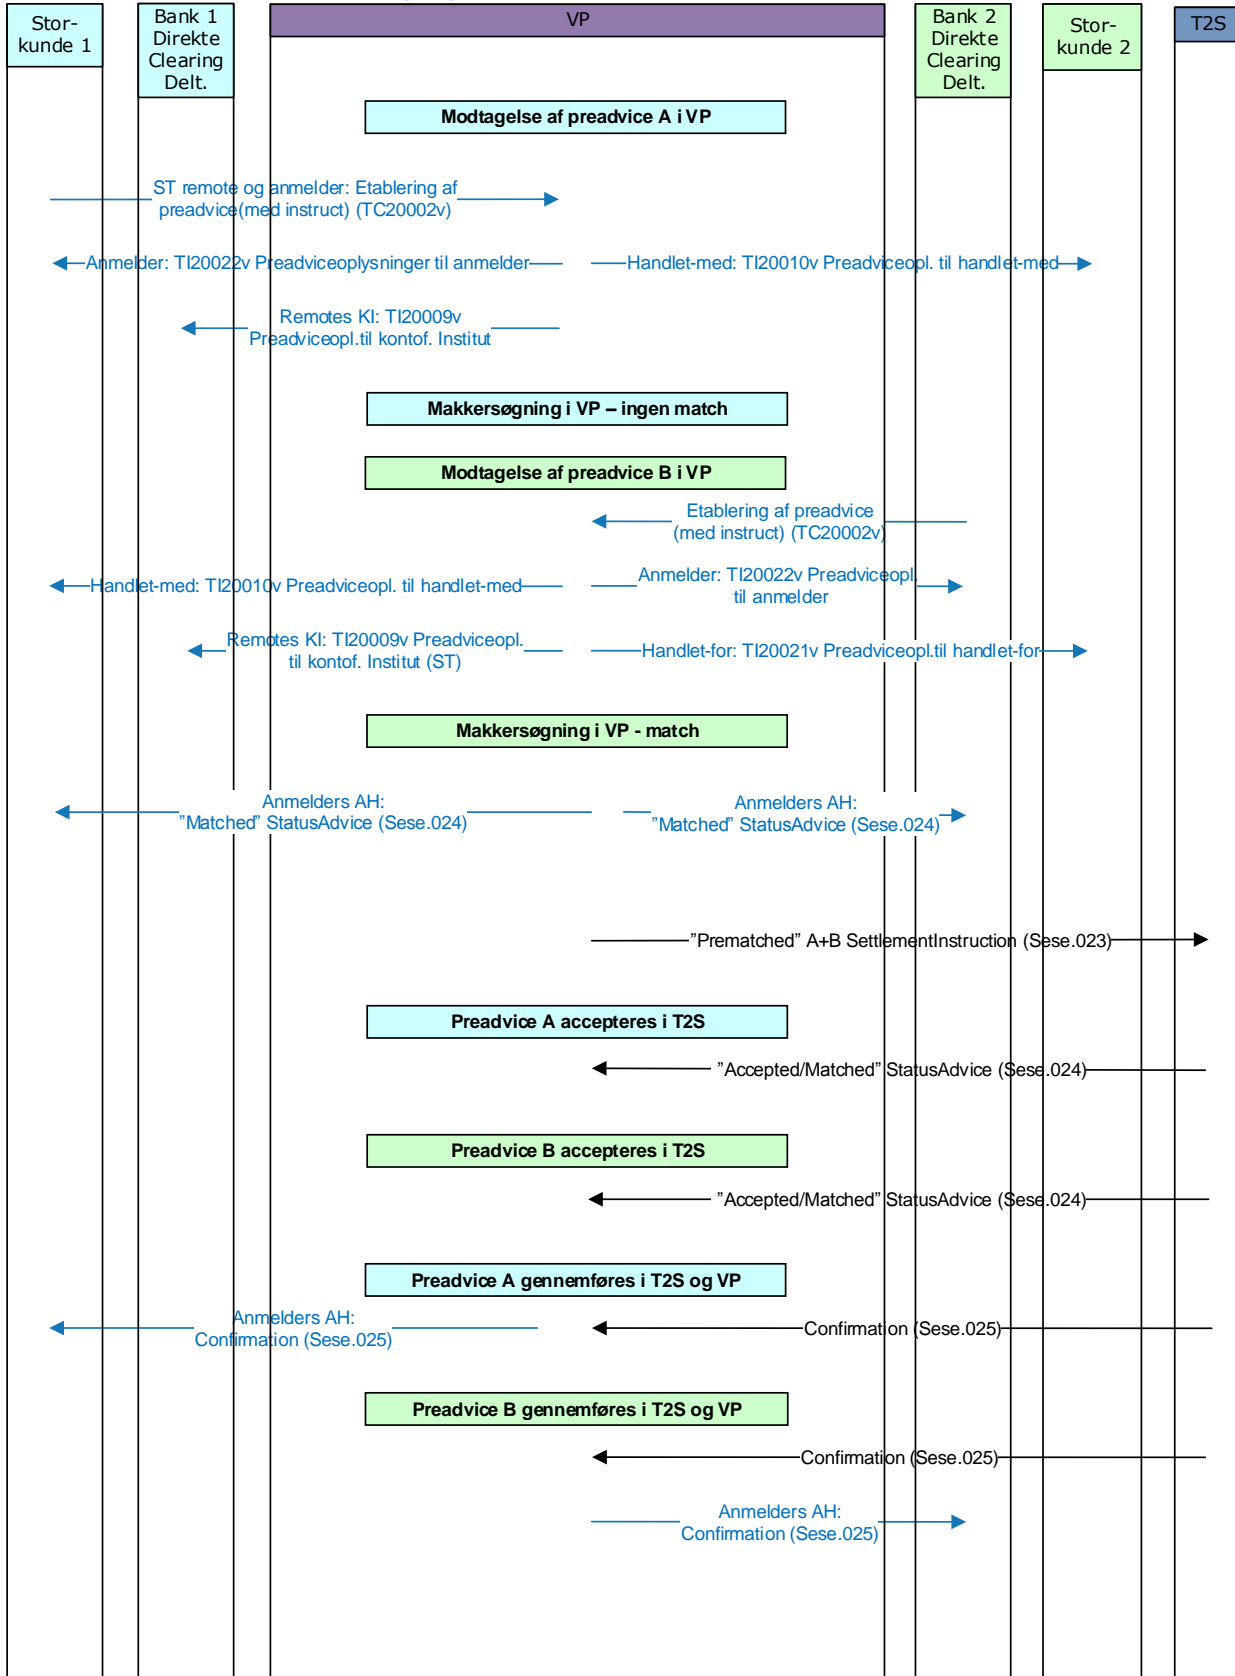 Stor-
kunde 1
Bank 1
Direkte
Clearing
Delt.
VP
Bank 2
Direkte
Clearing
Delt.
Stor-
kunde 2
T2S
Modtagelse af preadvice A i VP
ST remote og anmelder: Etablering af
preadvice(med instruct) (TC20002v)
Anmelder: TI20022v Preadviceoplysninger til anmelder
Handlet-med: TI20010v Preadviceopl. til handlet-med
Remotes KI: TI20009v
Preadviceopl.til kontof. Institut
Makkersøgning i VP – ingen match
Modtagelse af preadvice B i VP
Etablering af preadvice
(med instruct) (TC20002v)
Handlet-med: TI20010v Preadviceopl. til handlet-med
Anmelder: TI20022v Preadviceopl.
til anmelder
Remotes KI: TI20009v Preadviceopl.
til kontof. Institut (ST)
Handlet-for: TI20021v Preadviceopl.til handlet-for
Makkersøgning i VP - match
Anmelders AH:
”Matched” StatusAdvice (Sese.024)
Anmelders AH:
”Matched” StatusAdvice (Sese.024)
”Prematched” A+B SettlementInstruction (Sese.023)
Preadvice A accepteres i T2S
”Accepted/Matched” StatusAdvice (Sese.024)
Preadvice B accepteres i T2S
”Accepted/Matched” StatusAdvice (Sese.024)
Preadvice A gennemføres i T2S og VP
Anmelders AH:
Confirmation (Sese.025)
Confirmation (Sese.025)
Preadvice B gennemføres i T2S og VP
Confirmation (Sese.025)
Anmelders AH:
Confirmation (Sese.025)